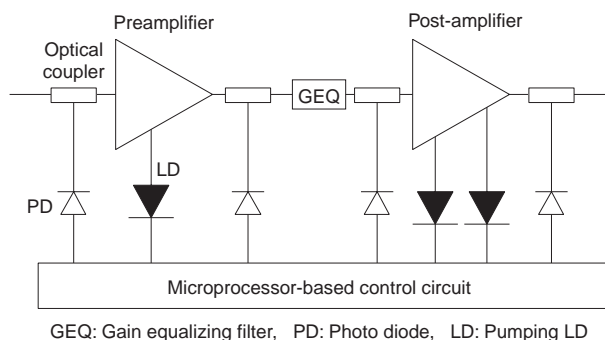 Preamplifier
Post-amplifier
Optical
coupler
GEQ
LD
PD
Microprocessor-based control circuit
GEQ: Gain equalizing filter, PD: Photo diode, LD: Pumping LD